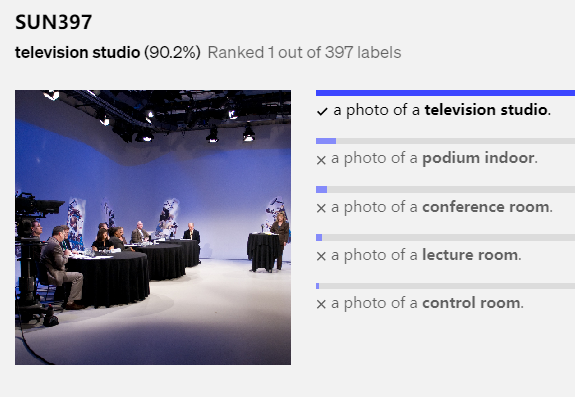 SUN397
television studio (90.2%) Ranked 1 out of 397 labels
✓ a photo of a television studio.
× a photo of a podium indoor.
× a photo of a conference room.
× a photo of a lecture room.
× a photo of a control room.